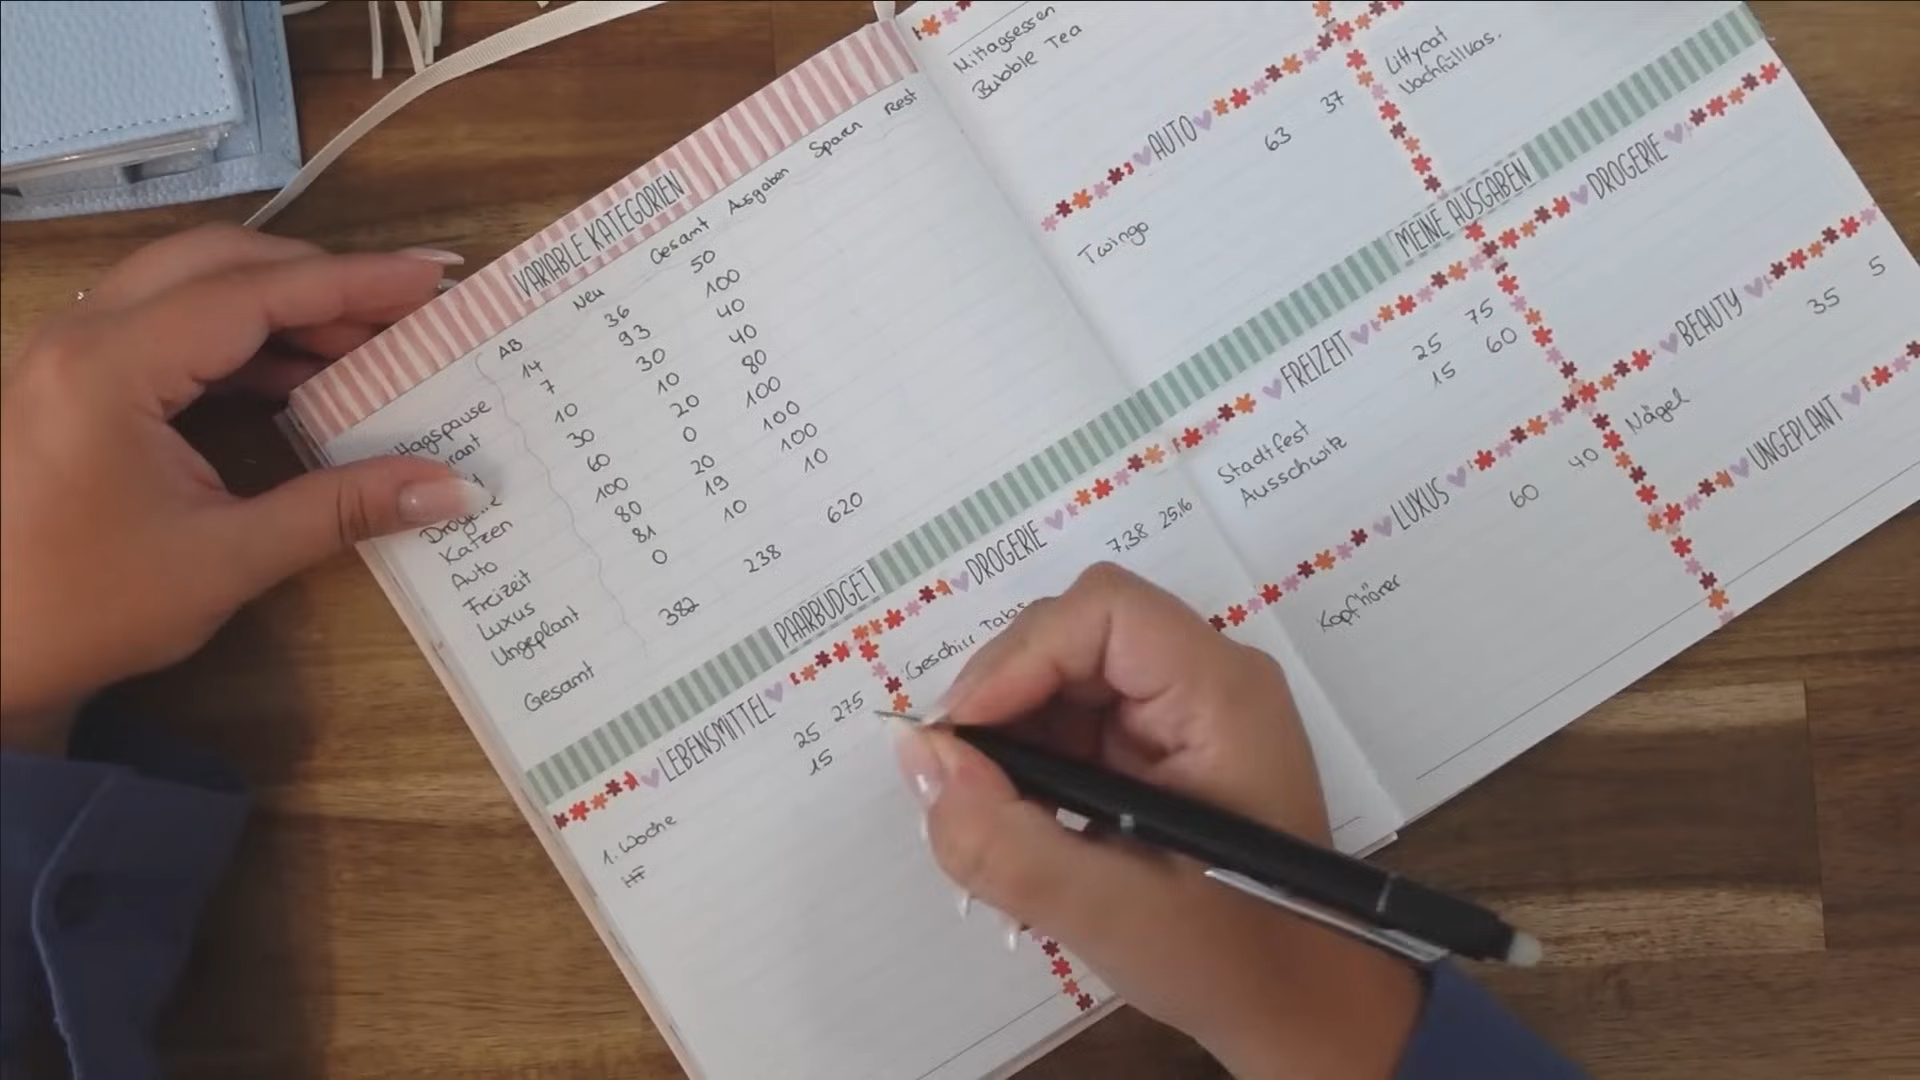 VARIABLE KATEGORIEN
AB Neu Gesamt Ausgaben Sparen Rest
14 36 50
7 93 100
10 30 40
Drogerie 30 10 40
Katzen 60 20 80
Auto 100 0 100
Freizeit 80 20 100
Luxus 81 19 100
Ungeplant 0 10 10
Gesamt 382 238 620
PAARBUDGET
LEBENSMITTEL
1. Woche 25 275
HF 15
DROGERIE
Geschirr Tabs 7,38 25,16
Mittagsessen
Bubble Tea
AUTO
Twingo 63 37
Littycat
Nachfüllkas.
MEINE AUSGABEN
FREIZEIT
Stadtfest 25 75
Ausschwitz 15 60
DROGERIE
LUXUS
Kopfhörer 60 40
BEAUTY
Nägel 35 5
UNGEPLANT